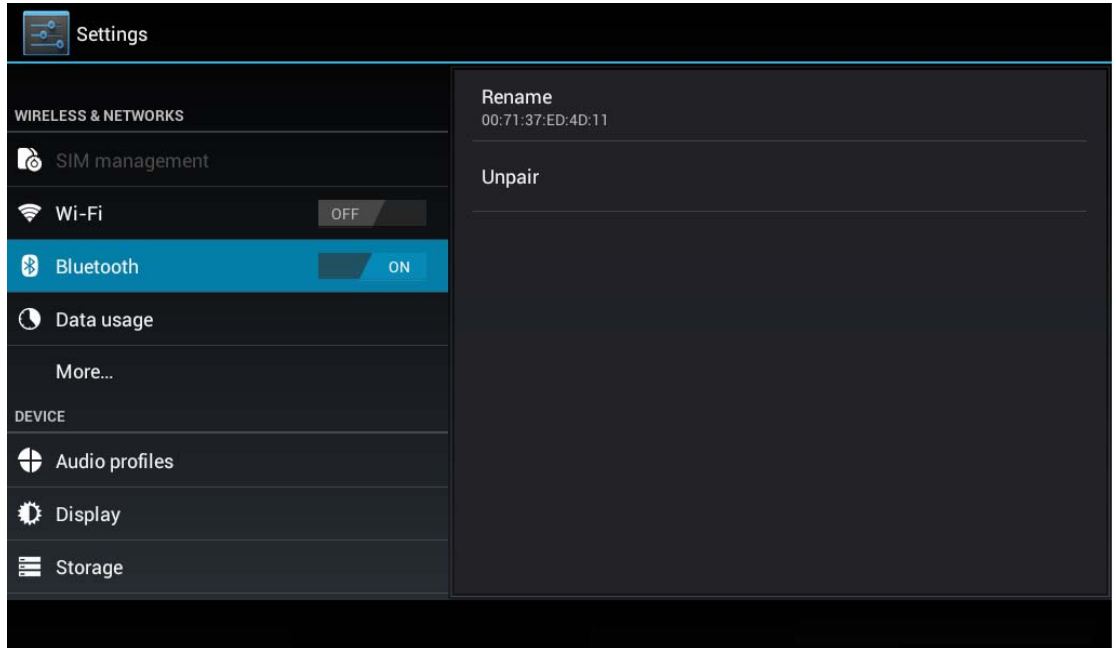 Settings
WIRELESS & NETWORKS
SIM management
Wi-Fi OFF
Bluetooth ON
Data usage
More...
DEVICE
Audio profiles
Display
Storage
Rename
00:71:37:ED:4D:11
Unpair